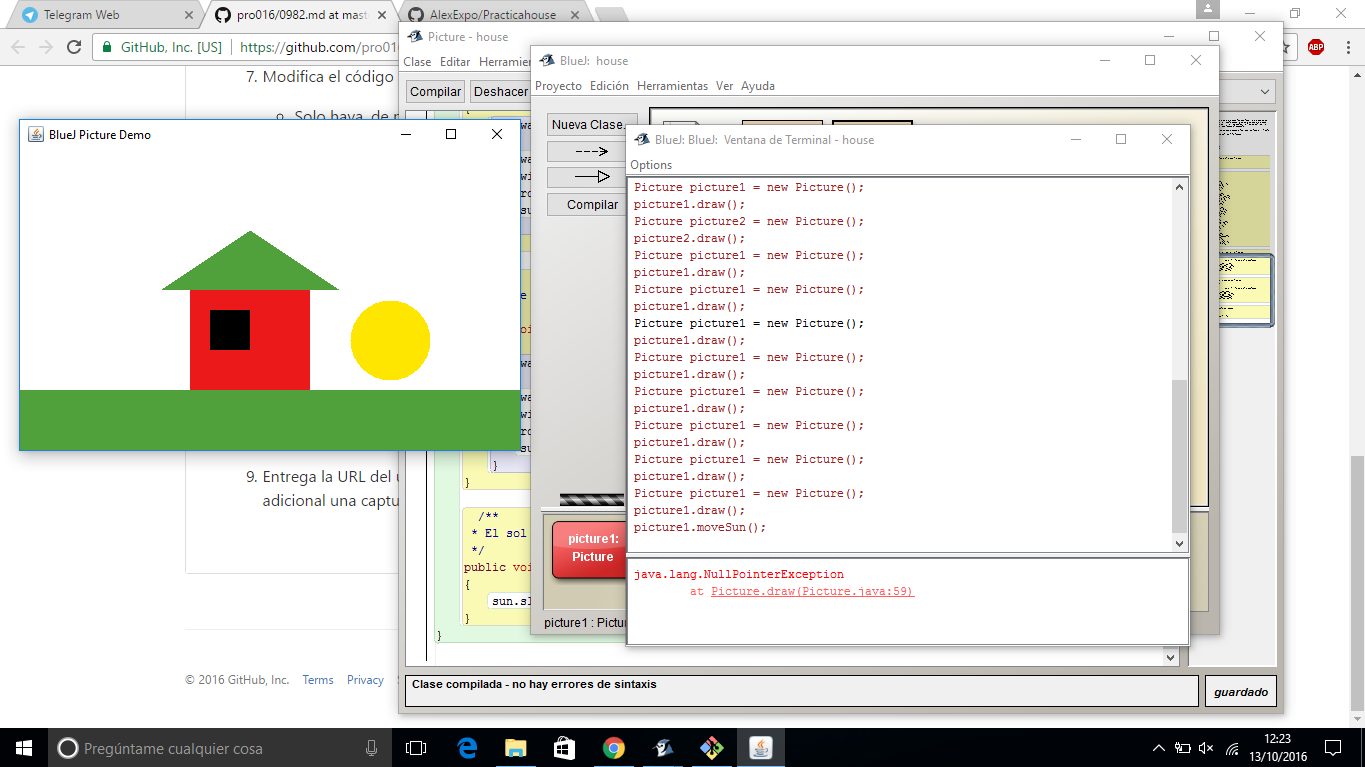 Telegram Web
pro016/0982.md at mast
AlexExpo/Practicahouse
GitHub, Inc. [US]
https://github.com/pro01
ABP
7. Modifica el código
Solo haya, de
9. Entrega la URL del
adicional una captu
© 2016 GitHub, Inc.
Terms
Privacy
Picture - house
Clase
Editar
Herramien
Compilar
Deshacer
}
/**
* El sol
*/
public voi
{
sun.sl
}
}
Clase compilada - no hay errores de sintaxis
guardado
BlueJ: house
Proyecto
Edición
Herramientas
Ver
Ayuda
Nueva Clase..
Compilar
picture1:
Picture
picture1 : Pictur
BlueJ Picture Demo
BlueJ: BlueJ: Ventana de Terminal - house
Options
Picture picture1 = new Picture();
picture1.draw();
Picture picture2 = new Picture();
picture2.draw();
Picture picture1 = new Picture();
picture1.draw();
Picture picture1 = new Picture();
picture1.draw();
Picture picture1 = new Picture();
picture1.draw();
Picture picture1 = new Picture();
picture1.draw();
Picture picture1 = new Picture();
picture1.draw();
Picture picture1 = new Picture();
picture1.draw();
Picture picture1 = new Picture();
picture1.draw();
Picture picture1 = new Picture();
picture1.draw();
picture1.moveSun();
java.lang.NullPointerException
at Picture.draw(Picture.java:59)
Pregúntame cualquier cosa
12:23
13/10/2016